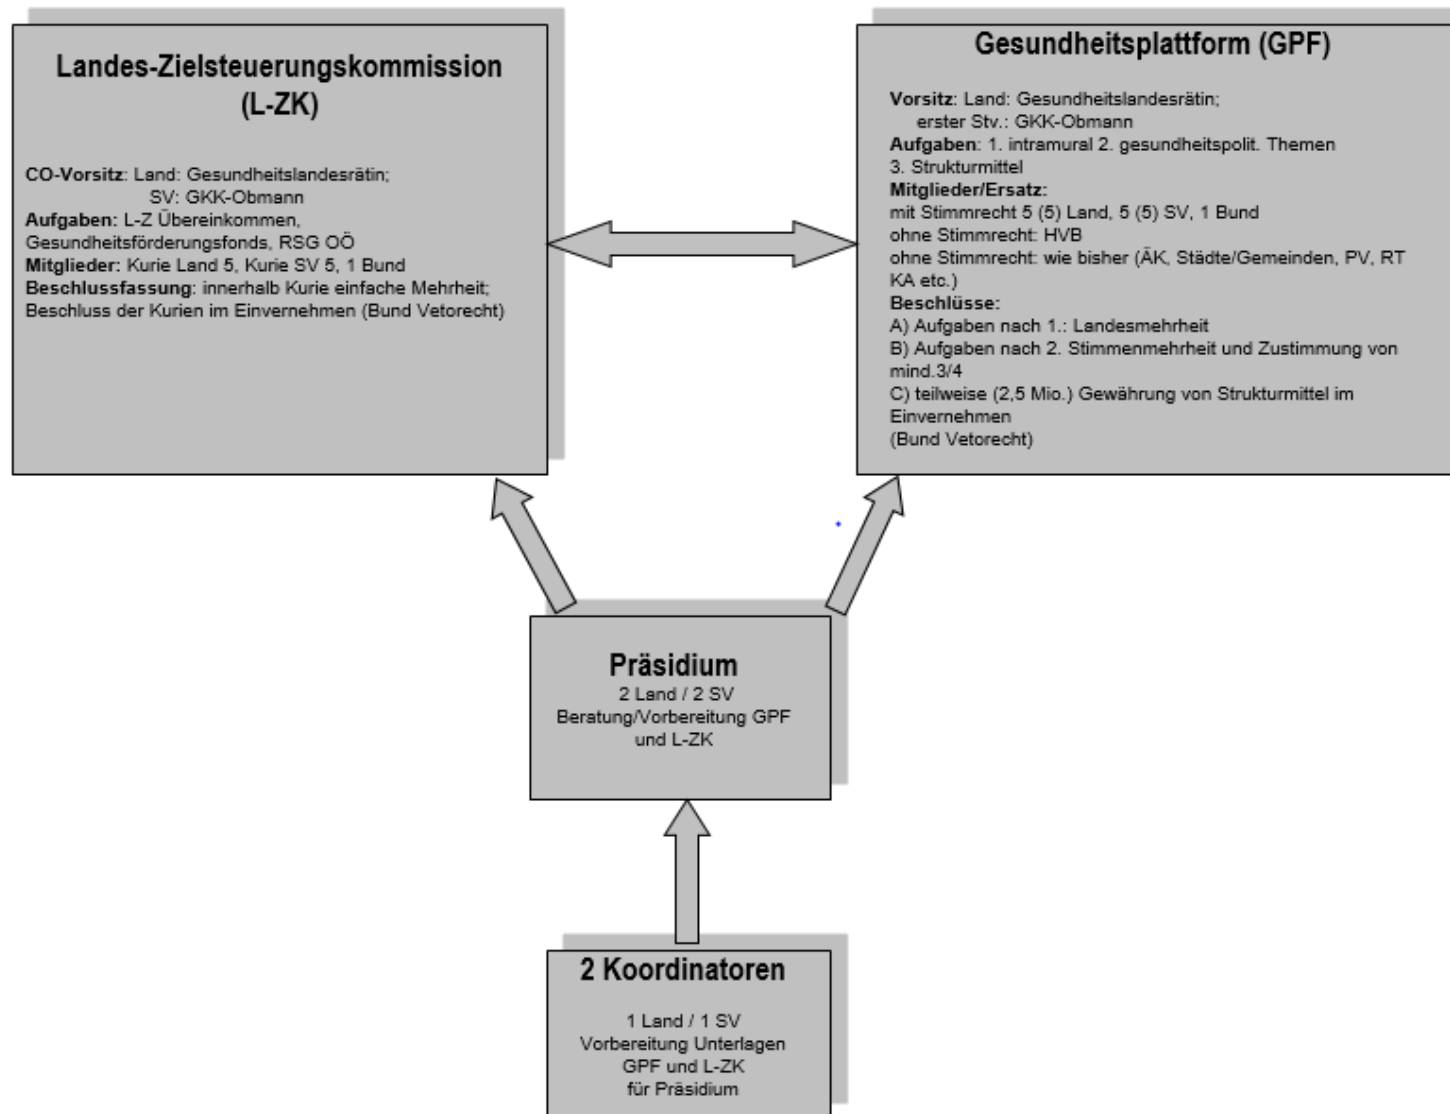 Landes-Zielsteuerungskommission
(L-ZK)
CO-Vorsitz: Land: Gesundheitslandesrätin;
SV: GKK-Obmann
Aufgaben: L-Z Übereinkommen,
Gesundheitsförderungsfonds, RSG OÖ
Mitglieder: Kurie Land 5, Kurie SV 5, 1 Bund
Beschlussfassung: innerhalb Kurie einfache Mehrheit;
Beschluss der Kurien im Einvernehmen (Bund Vetorecht)
Gesundheitsplattform (GPF)
Vorsitz: Land: Gesundheitslandesrätin;
erster Stv.: GKK-Obmann
Aufgaben: 1. intramural 2. gesundheitspolit. Themen
3. Strukturmittel
Mitglieder/Ersatz:
mit Stimmrecht 5 (5) Land, 5 (5) SV, 1 Bund
ohne Stimmrecht: HVB
ohne Stimmrecht: wie bisher (ÄK, Städte/Gemeinden, PV, RT
KA etc.)
Beschlüsse:
A) Aufgaben nach 1.: Landesmehrheit
B) Aufgaben nach 2. Stimmenmehrheit und Zustimmung von
mind.3/4
C) teilweise (2,5 Mio.) Gewährung von Strukturmittel im
Einvernehmen
(Bund Vetorecht)
Präsidium
2 Land / 2 SV
Beratung/Vorbereitung GPF
und L-ZK
2 Koordinatoren
1 Land / 1 SV
Vorbereitung Unterlagen
GPF und L-ZK
für Präsidium